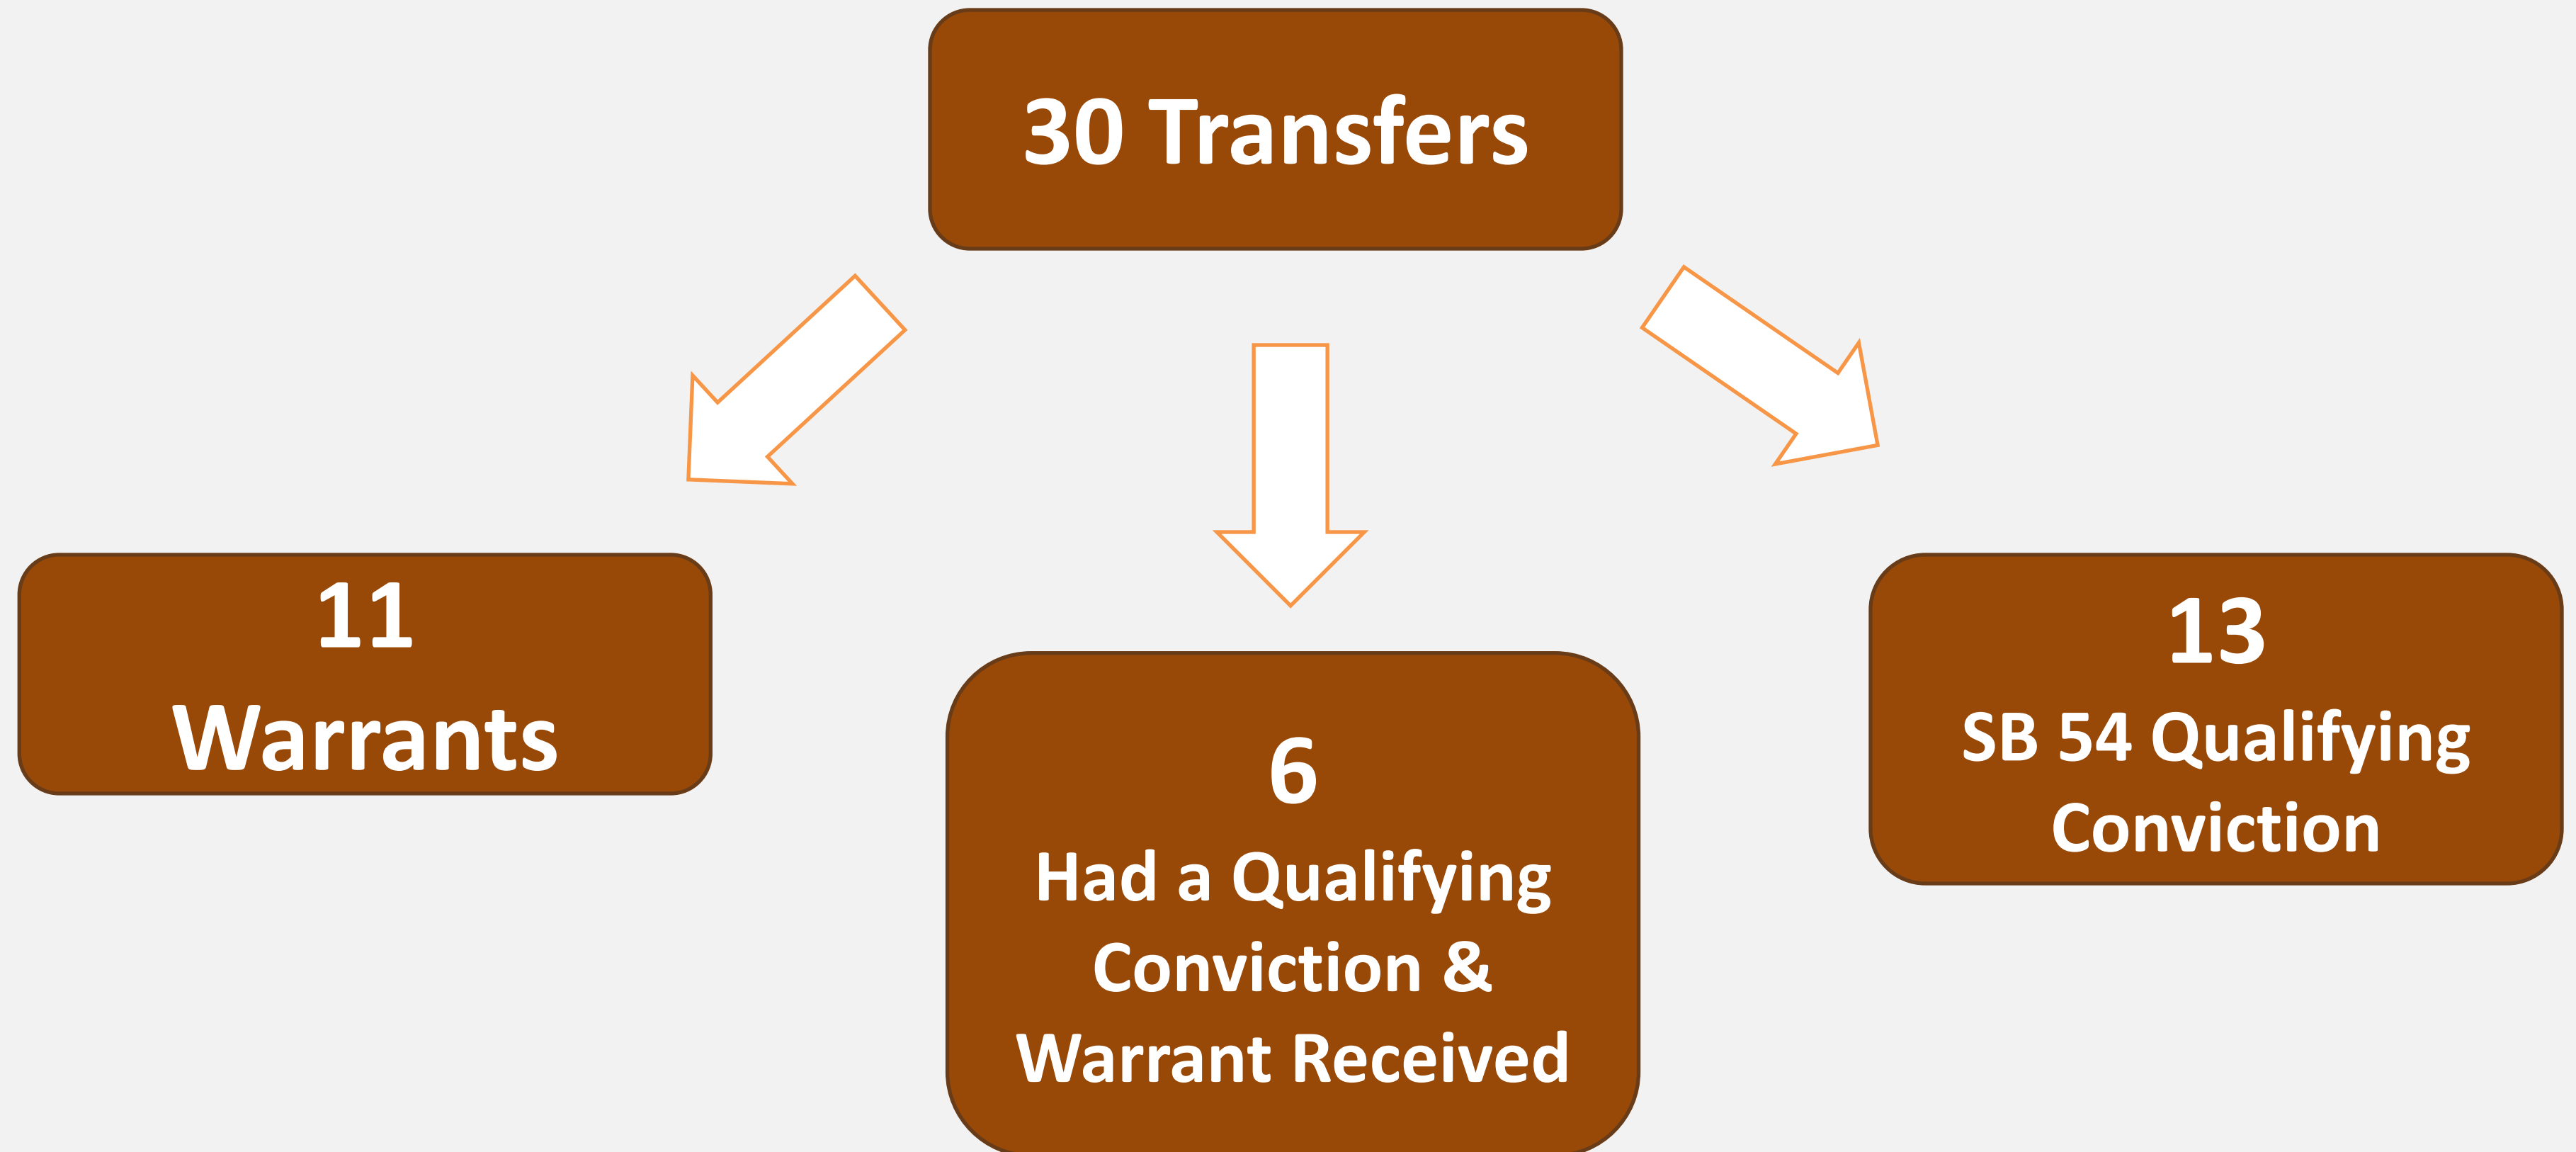 30 Transfers
11
Warrants
6
Had a Qualifying
Conviction &
Warrant Received
13
SB 54 Qualifying
Conviction